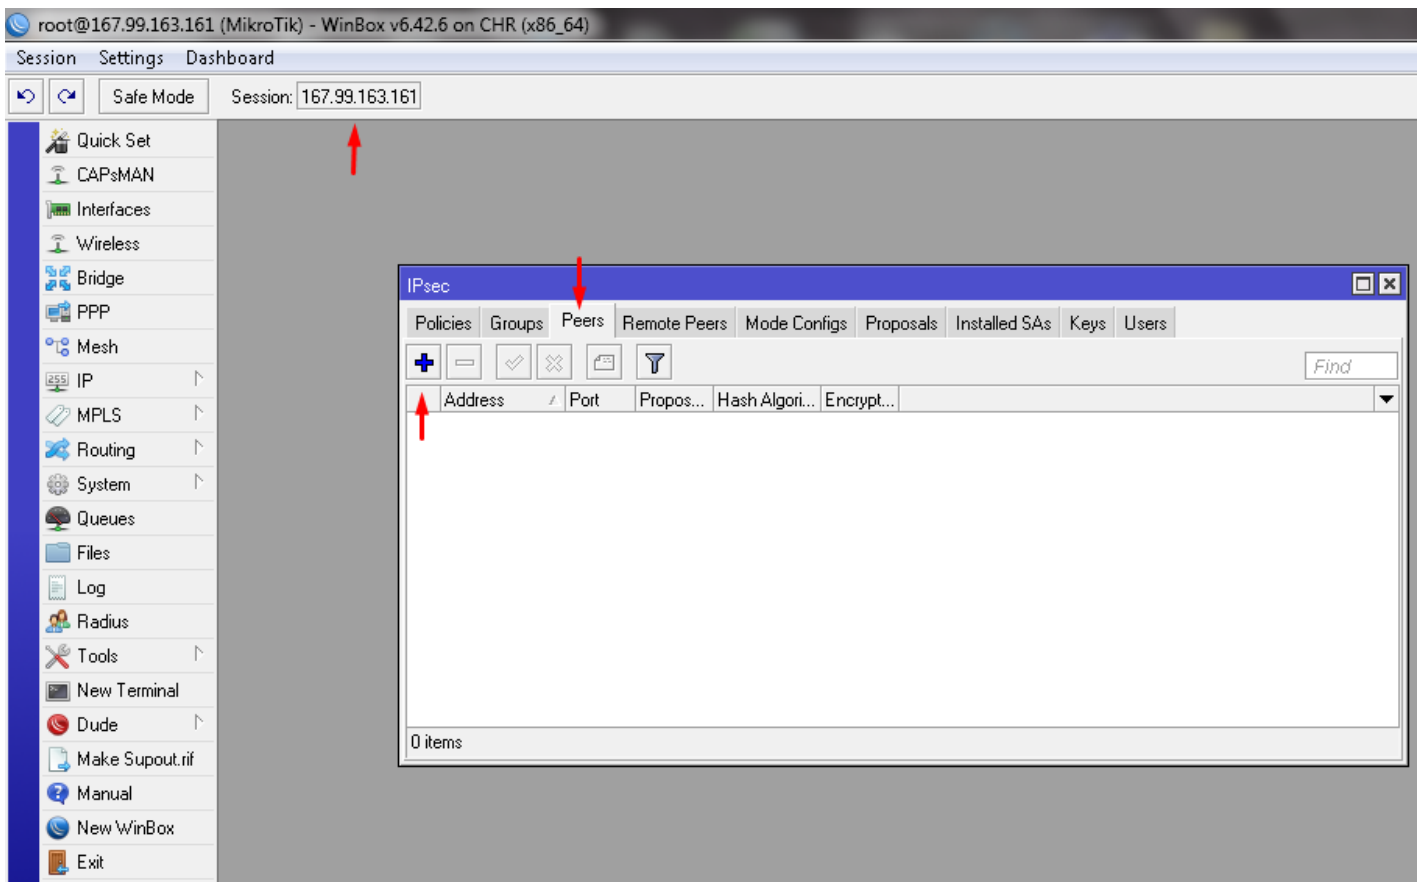 root@167.99.163.161 (MikroTik) - WinBox v6.42.6 on CHR (x86_64)
Session Settings Dashboard
Safe Mode Session: 167.99.163.161
Quick Set
CAPsMAN
Interfaces
Wireless
Bridge
PPP
Mesh
255 IP
MPLS
Routing
System
Queues
Files
Log
Radius
Tools
New Terminal
Dude
Make Supout.rif
Manual
New WinBox
Exit
IPsec
Policies Groups Peers Remote Peers Mode Configs Proposals Installed SAs Keys Users
Find
Address Port Propos... Hash Algori... Encrypt...
0 items